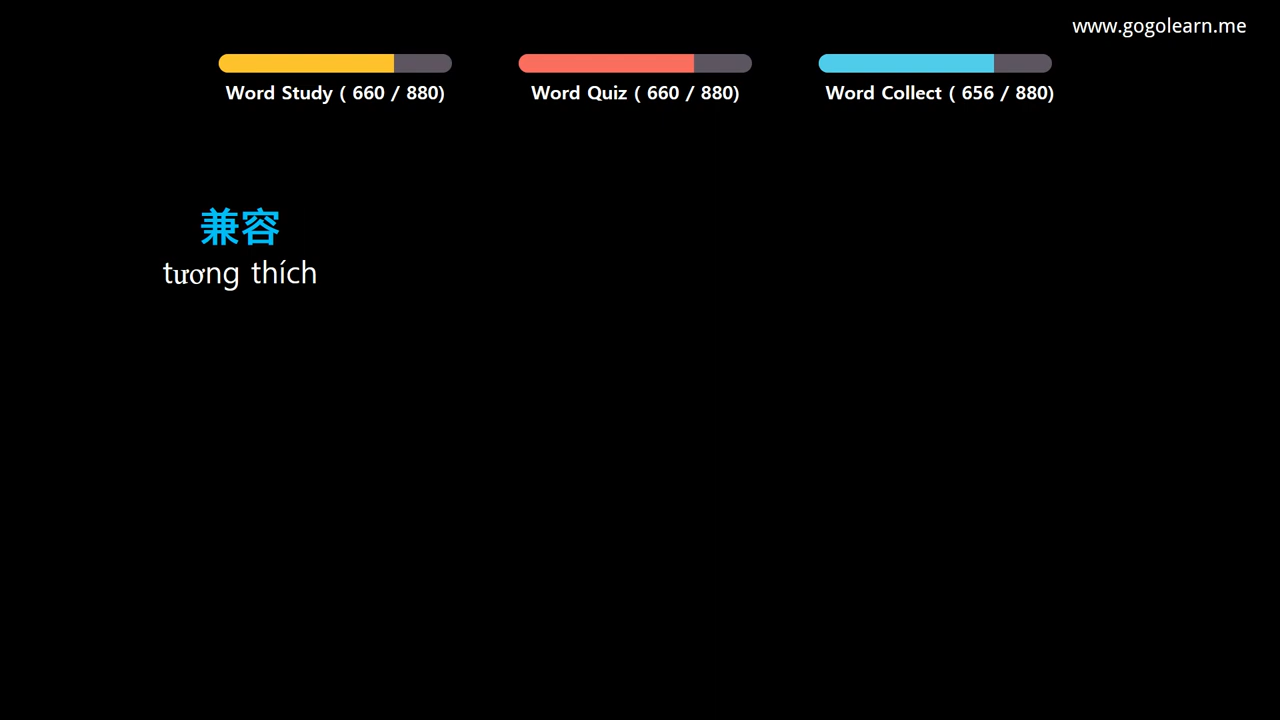 www.gogolearn.me
Word Study ( 660 / 880)
Word Quiz ( 660 / 880)
Word Collect ( 656 / 880)
兼容
tương thích